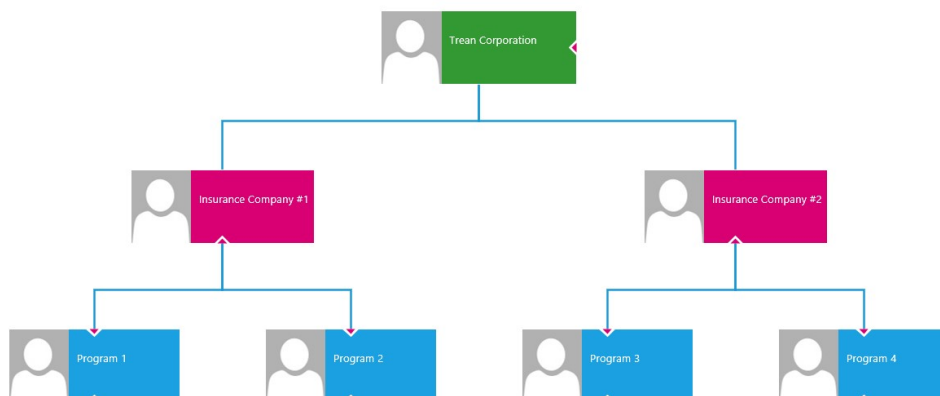 Trean Corporation
Insurance Company #1
Insurance Company #2
Program 1
Program 2
Program 3
Program 4